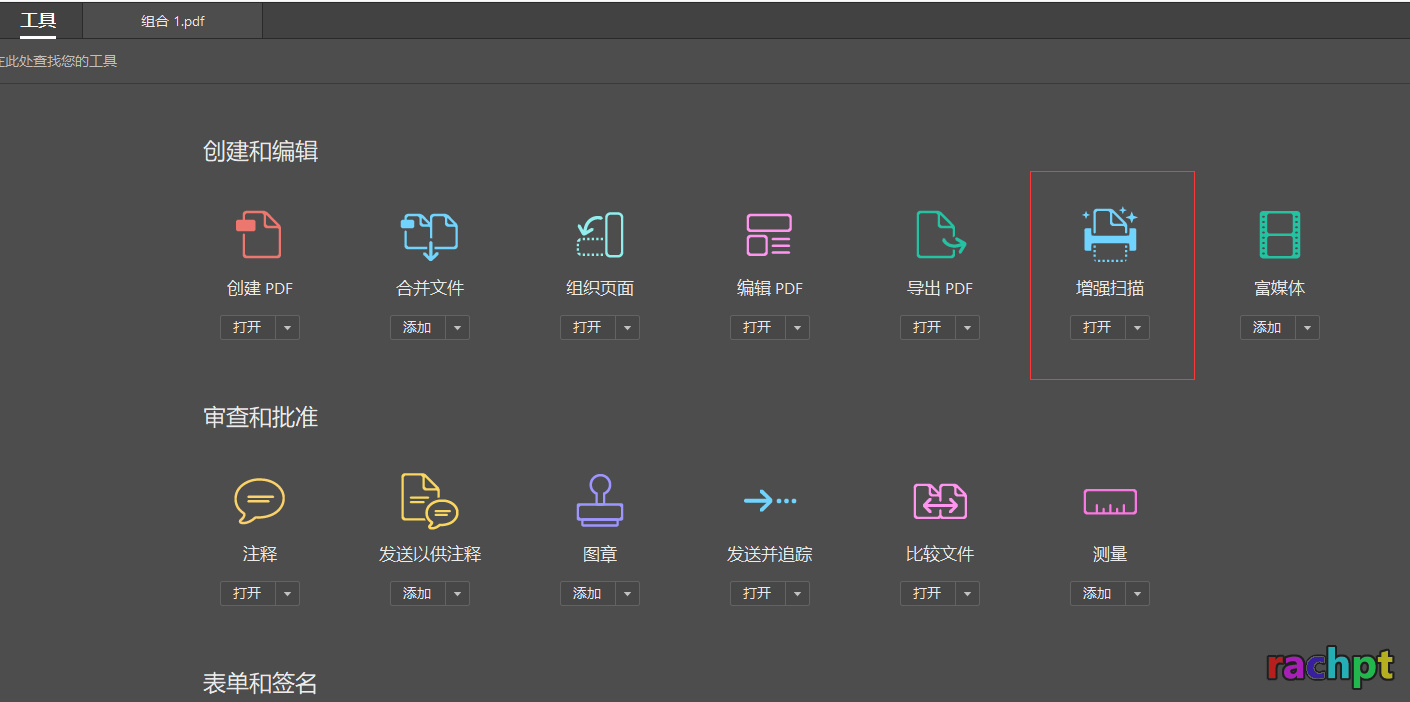 工具 组合 1.pdf
在此处查找您的工具
创建和编辑
创建 PDF 合并文件 组织页面 编辑 PDF 导出 PDF 增强扫描 富媒体
打开 添加 打开 打开 打开 打开 添加
审查和批准
注释 发送以供注释 图章 发送并追踪 比较文件 测量
打开 添加 添加 打开 打开 添加
表单和签名
rachpt